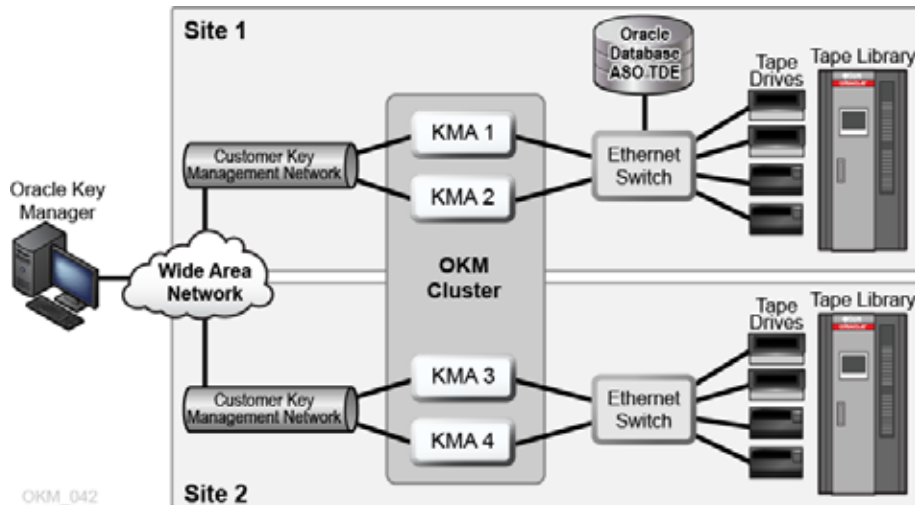 Site 1
Oracle
Database
ASO TDE
Tape
Drives
Tape Library
KMA 1
Customer Key
Management Network
Ethernet
Switch
KMA 2
Oracle Key
Manager
Wide Area
Network
OKM
Cluster
Tape
Drives
Tape Library
KMA 3
Customer Key
Management Network
Ethernet
Switch
KMA 4
OKM_042
Site 2